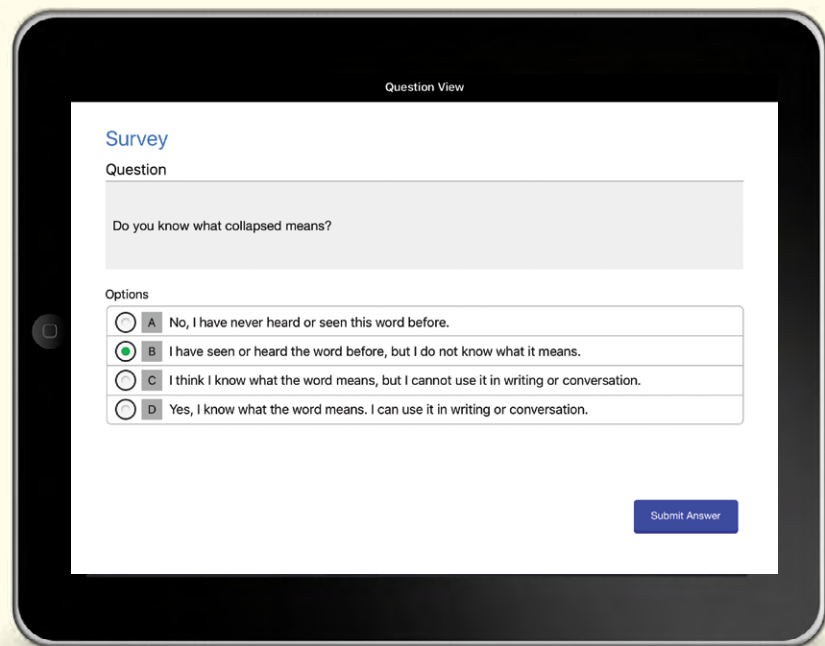 Question View
Survey
Question
Do you know what collapsed means?
Options
A No, I have never heard or seen this word before.
B I have seen or heard the word before, but I do not know what it means.
C I think I know what the word means, but I cannot use it in writing or conversation.
D Yes, I know what the word means. I can use it in writing or conversation.
Submit Answer